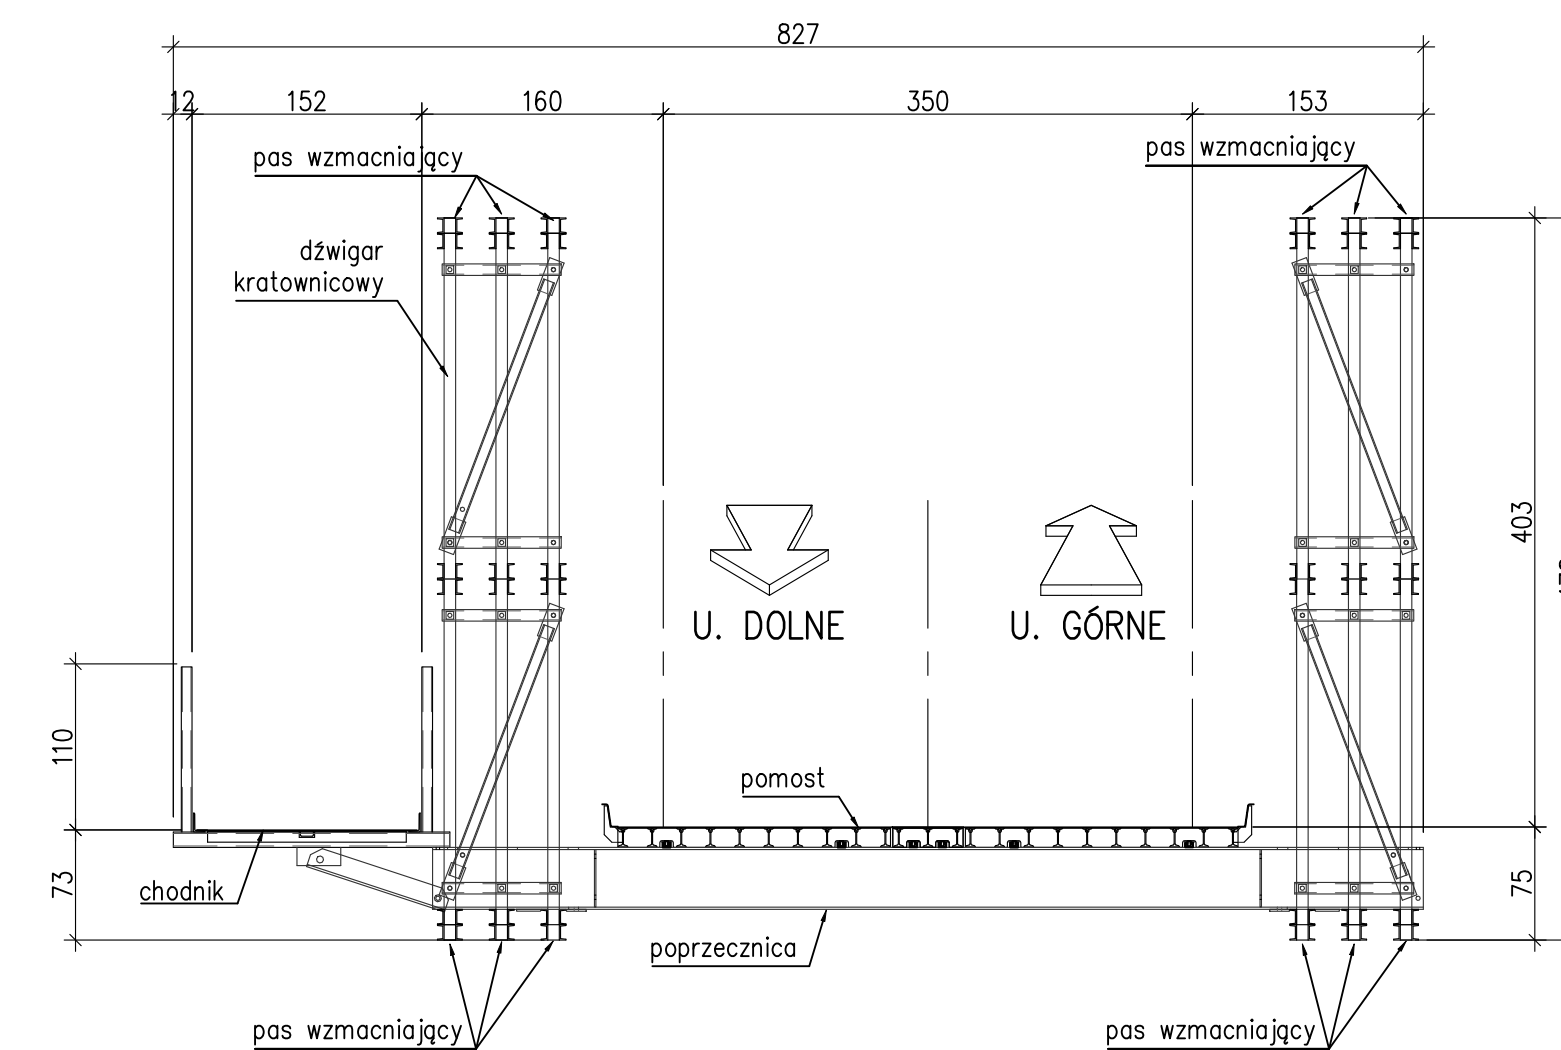 827
12 152 160 350 153
pas wzmacniający
pas wzmacniający
dźwigar
kratownicowy
403
U. DOLNE
U. GÓRNE
110
pomost
73
chodnik
75
poprzecznica
pas wzmacniający
pas wzmacniający